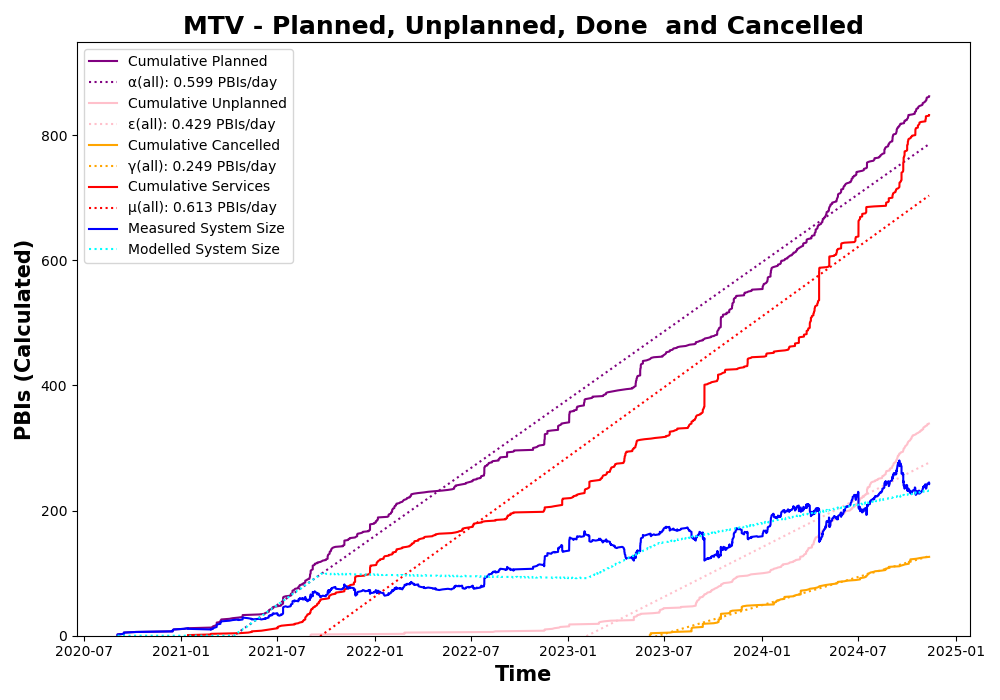 MTV - Planned, Unplanned, Done  and Cancelled
Cumulative Planned
α(all): 0.599 PBIs/day
Cumulative Unplanned
ε(all): 0.429 PBIs/day
Cumulative Cancelled
γ(all): 0.249 PBIs/day
Cumulative Services
μ(all): 0.613 PBIs/day
Measured System Size
Modelled System Size
PBIs (Calculated)
800
600
400
200
0
2020-07 2021-01 2021-07 2022-01 2022-07 2023-01 2023-07 2024-01 2024-07 2025-01
Time